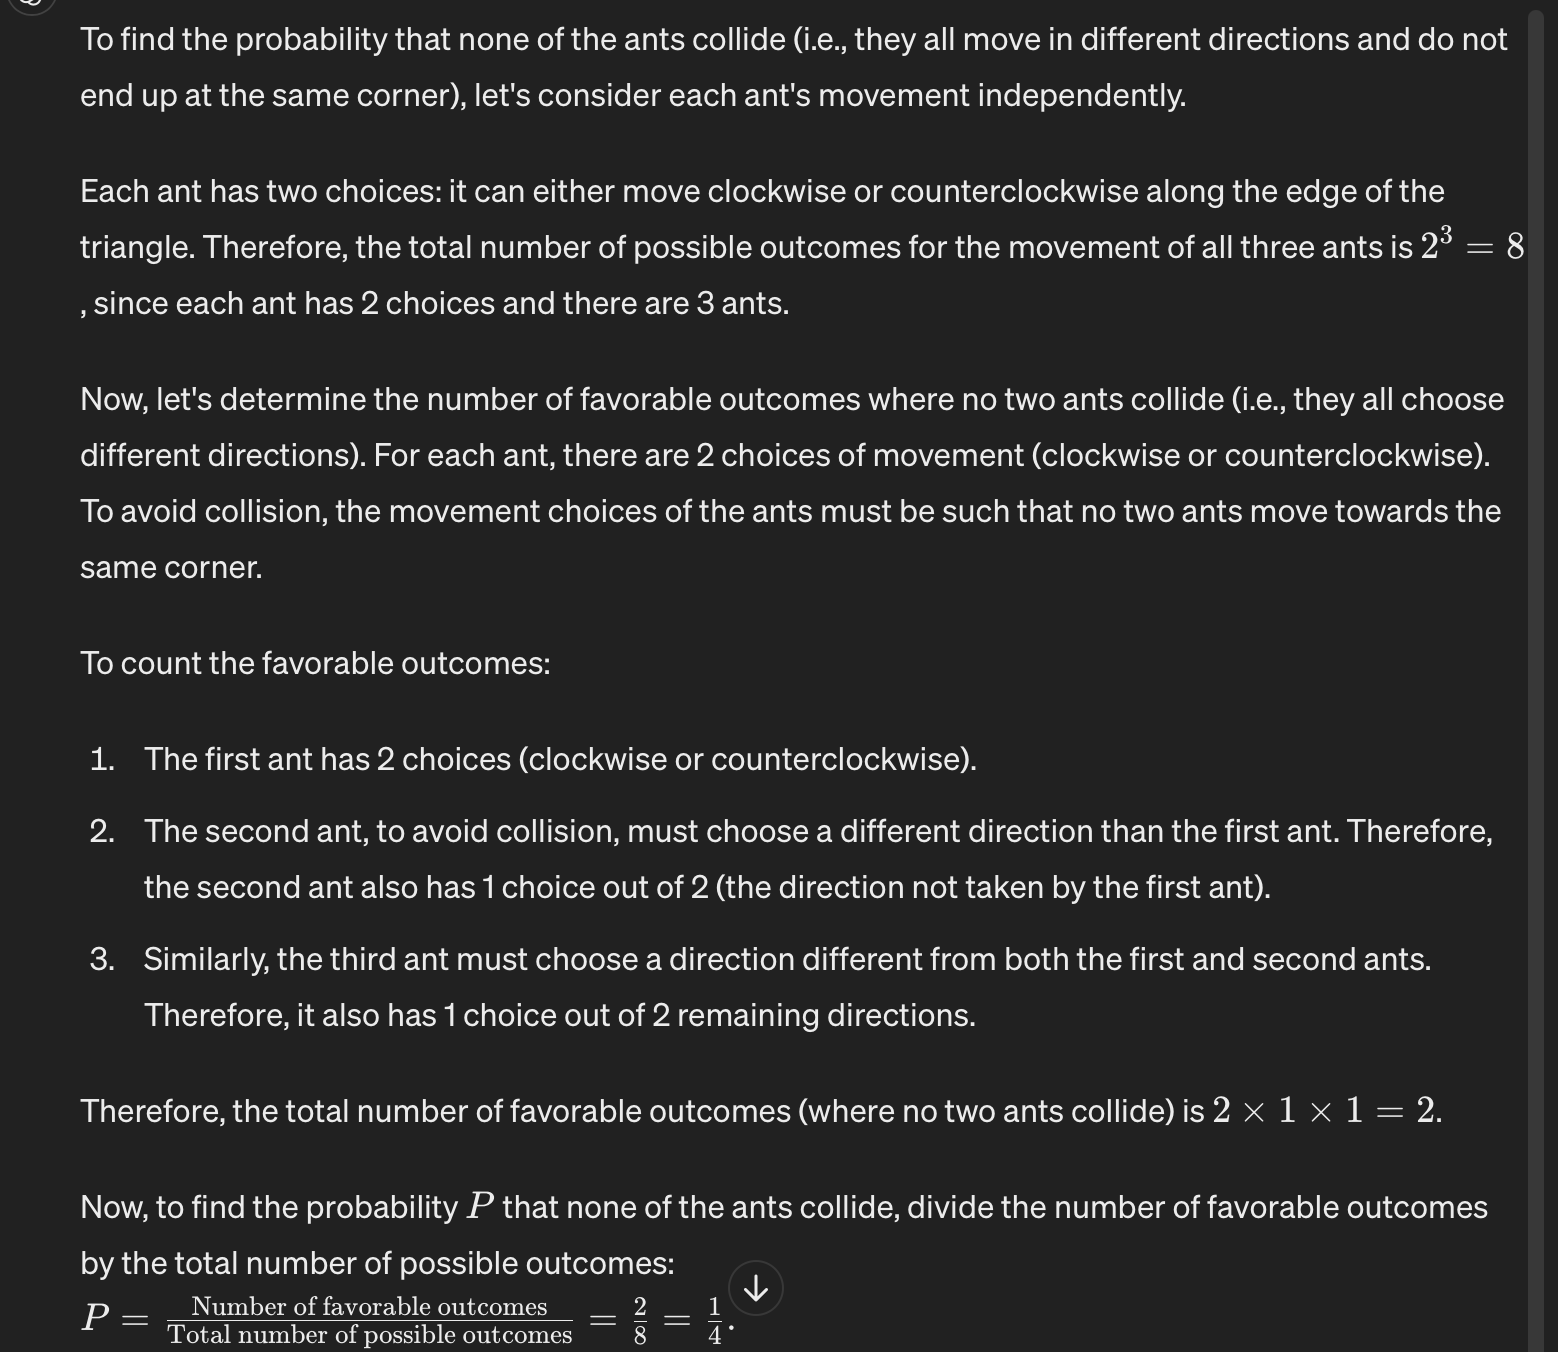 To find the probability that none of the ants collide (i.e., they all move in different directions and do not
end up at the same corner), let's consider each ant's movement independently.
Each ant has two choices: it can either move clockwise or counterclockwise along the edge of the
triangle. Therefore, the total number of possible outcomes for the movement of all three ants is 2³ = 8
, since each ant has 2 choices and there are 3 ants.
Now, let's determine the number of favorable outcomes where no two ants collide (i.e., they all choose
different directions). For each ant, there are 2 choices of movement (clockwise or counterclockwise).
To avoid collision, the movement choices of the ants must be such that no two ants move towards the
same corner.
To count the favorable outcomes:
1. The first ant has 2 choices (clockwise or counterclockwise).
2. The second ant, to avoid collision, must choose a different direction than the first ant. Therefore,
the second ant also has 1 choice out of 2 (the direction not taken by the first ant).
3. Similarly, the third ant must choose a direction different from both the first and second ants.
Therefore, it also has 1 choice out of 2 remaining directions.
Therefore, the total number of favorable outcomes (where no two ants collide) is 2 × 1 × 1 = 2.
Now, to find the probability P that none of the ants collide, divide the number of favorable outcomes
by the total number of possible outcomes:
P = Number of favorable outcomes / Total number of possible outcomes = 2/8 = 1/4.